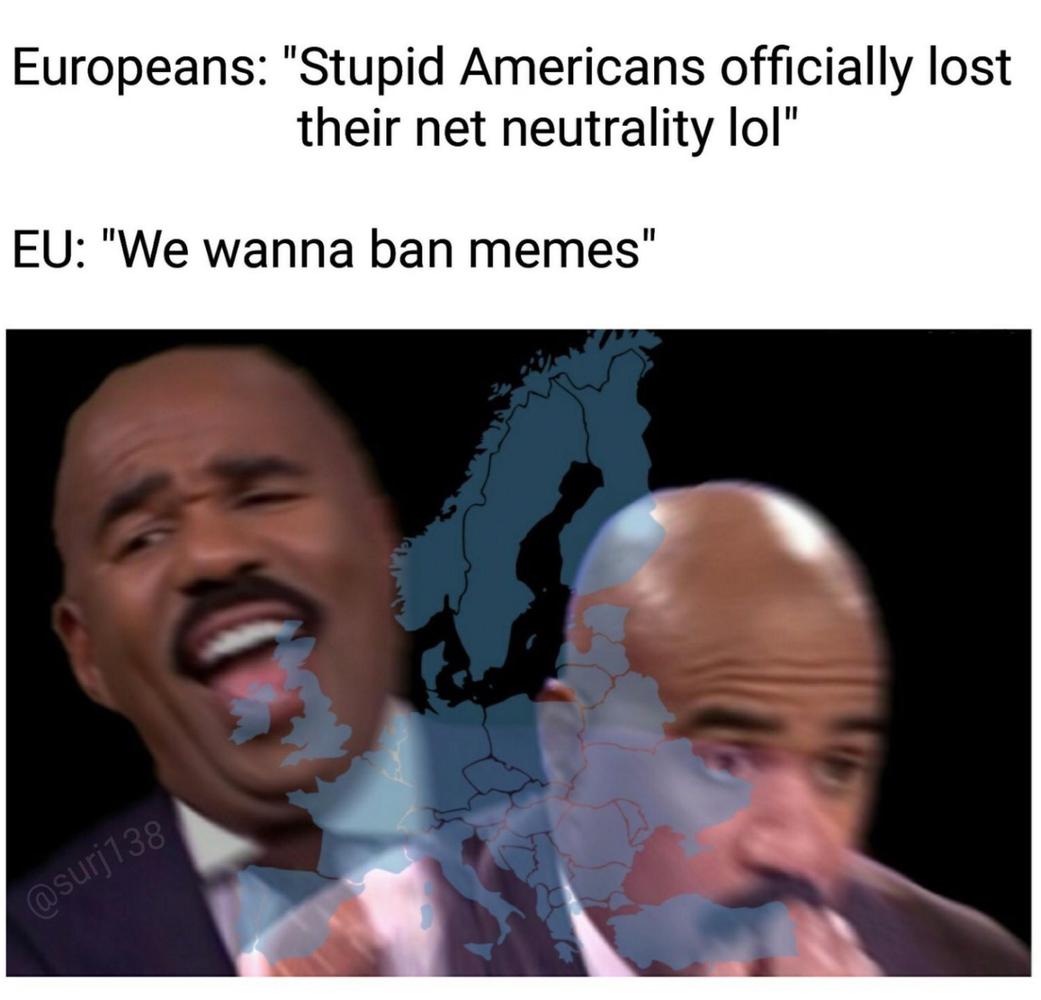 Europeans: "Stupid Americans officially lost
their net neutrality lol"
EU: "We wanna ban memes"
@surj138